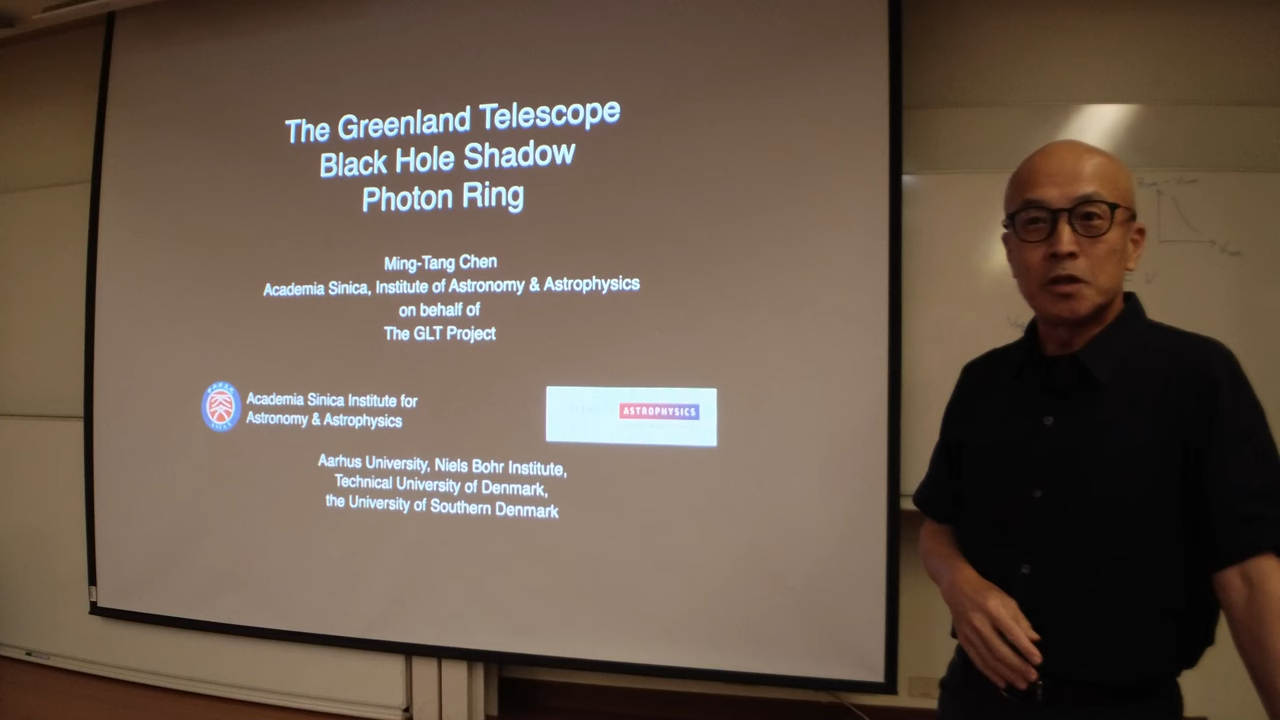 The Greenland Telescope
Black Hole Shadow
Photon Ring
Ming-Tang Chen
Academia Sinica, Institute of Astronomy & Astrophysics
on behalf of
The GLT Project
Academia Sinica Institute for
Astronomy & Astrophysics
ASTROPHYSICS
Aarhus University, Niels Bohr Institute,
Technical University of Denmark,
the University of Southern Denmark